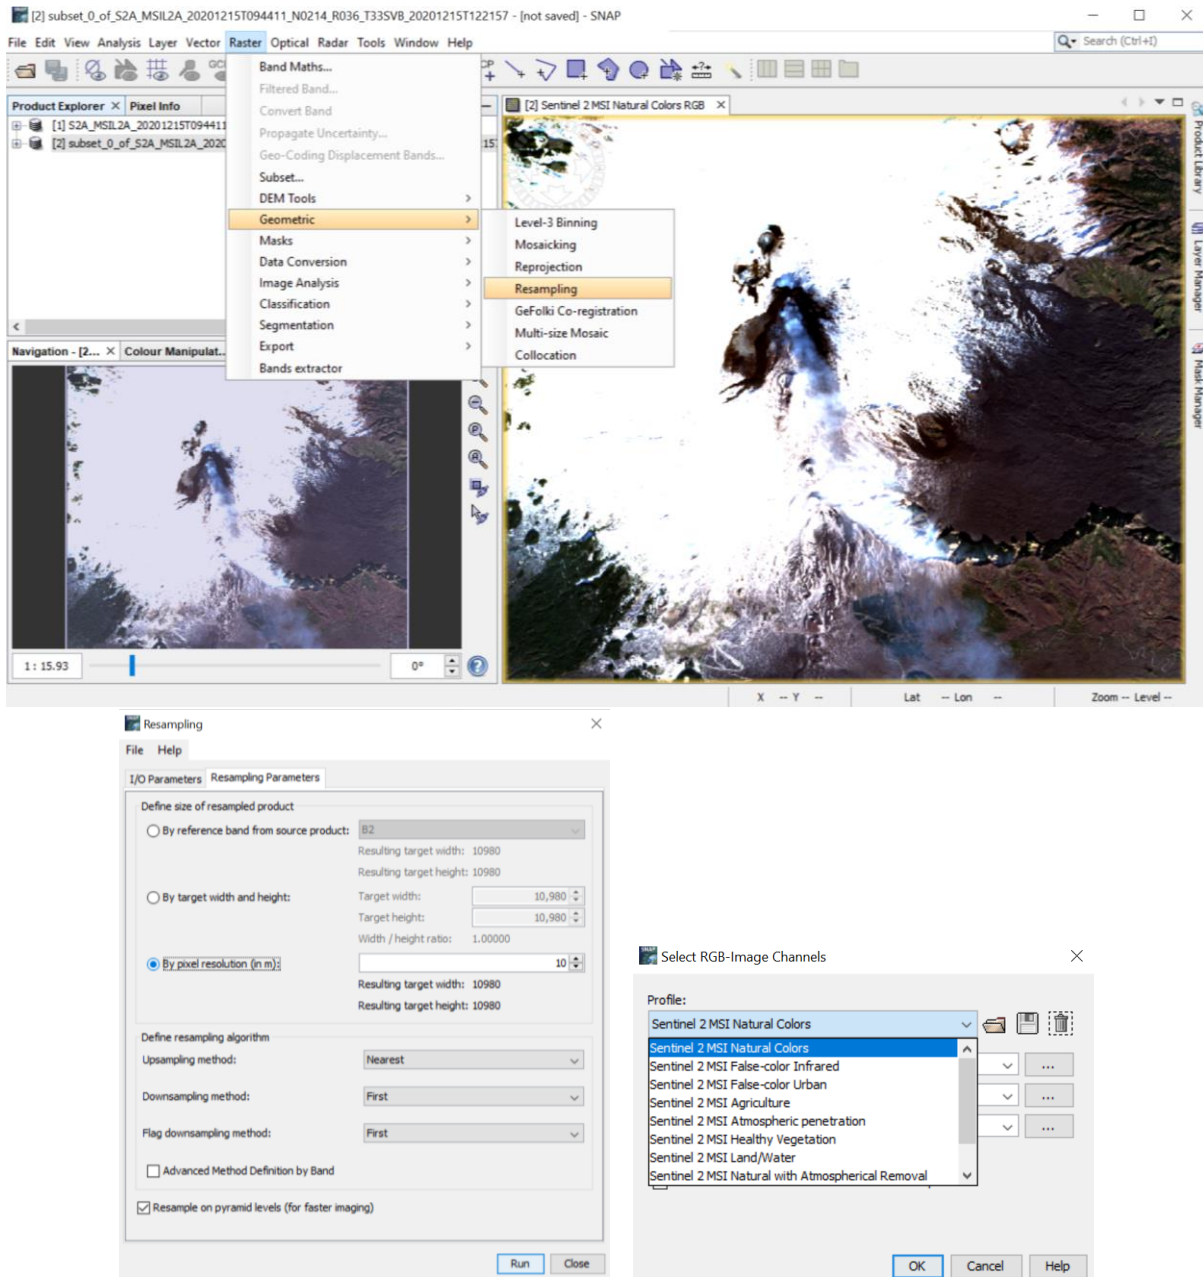 [2] subset_0_of_S2A_MSIL2A_20201215T094411_N0214_R036_T33SVB_20201215T122157 - [not saved] - SNAP
File Edit View Analysis Layer Vector Raster Optical Radar Tools Window Help
Search (Ctrl+I)
Product Explorer × Pixel Info
[1] S2A_MSIL2A_20201215T094411
[2] subset_0_of_S2A_MSIL2A_2020
Band Maths...
Filtered Band...
Convert Band
Propagate Uncertainty...
Geo-Coding Displacement Bands...
Subset...
DEM Tools
Geometric
Masks
Data Conversion
Image Analysis
Classification
Segmentation
Export
Bands extractor
Level-3 Binning
Mosaicking
Reprojection
Resampling
GeFolki Co-registration
Multi-size Mosaic
Collocation
[2] Sentinel 2 MSI Natural Colors RGB ×
Product Library
Layer Manager
Mask Manager
Navigation - [2... × Colour Manipulat...
1 : 15.93
0°
X -- Y -- Lat -- Lon -- Zoom -- Level --
Resampling
File Help
I/O Parameters Resampling Parameters
Define size of resampled product
By reference band from source product: B2
Resulting target width: 10980
Resulting target height: 10980
By target width and height: Target width: 10,980
Target height: 10,980
Width / height ratio: 1.00000
By pixel resolution (in m): 10
Resulting target width: 10980
Resulting target height: 10980
Define resampling algorithm
Upsampling method: Nearest
Downsampling method: First
Flag downsampling method: First
Advanced Method Definition by Band
Resample on pyramid levels (for faster imaging)
Run Close
Select RGB-Image Channels
Profile:
Sentinel 2 MSI Natural Colors
Sentinel 2 MSI Natural Colors
Sentinel 2 MSI False-color Infrared
Sentinel 2 MSI False-color Urban
Sentinel 2 MSI Agriculture
Sentinel 2 MSI Atmospheric penetration
Sentinel 2 MSI Healthy Vegetation
Sentinel 2 MSI Land/Water
Sentinel 2 MSI Natural with Atmospherical Removal
...
...
...
OK Cancel Help